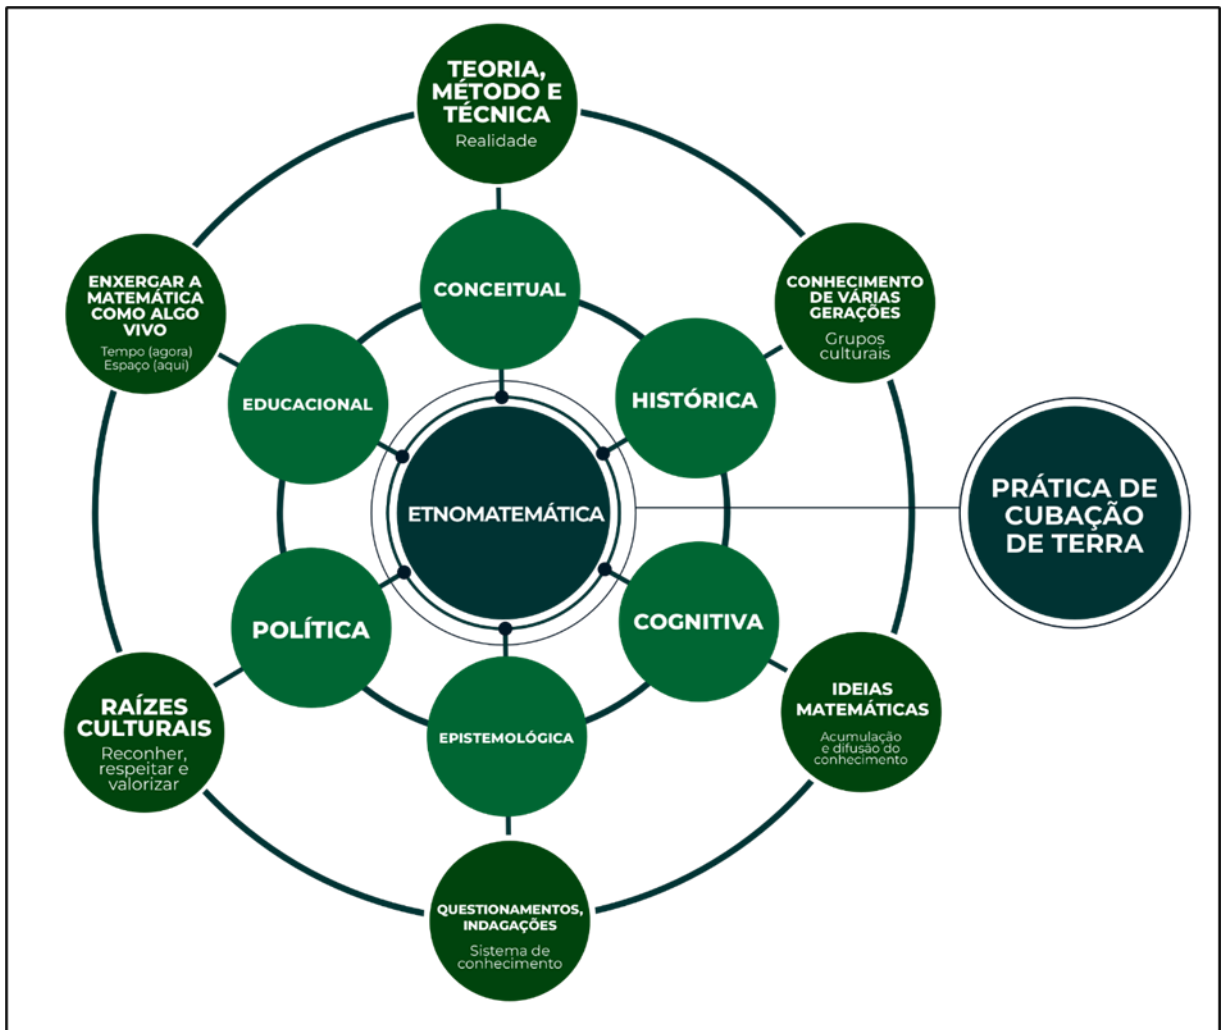 TEORIA,
MÉTODO E
TÉCNICA
Realidade
ENXERGAR A
MATEMÁTICA
COMO ALGO
VIVO
Tempo (agora)
Espaço (aqui)
CONCEITUAL
CONHECIMENTO
DE VÁRIAS
GERAÇÕES
Grupos
culturais
EDUCACIONAL
HISTÓRICA
ETNOMATEMÁTICA
PRÁTICA DE
CUBAÇÃO
DE TERRA
POLÍTICA
COGNITIVA
RAÍZES
CULTURAIS
Reconher,
respeitar e
valorizar
EPISTEMOLÓGICA
IDEIAS
MATEMÁTICAS
Acumulação
e difusão do
conhecimento
QUESTIONAMENTOS,
INDAGAÇÕES
Sistema de
conhecimento